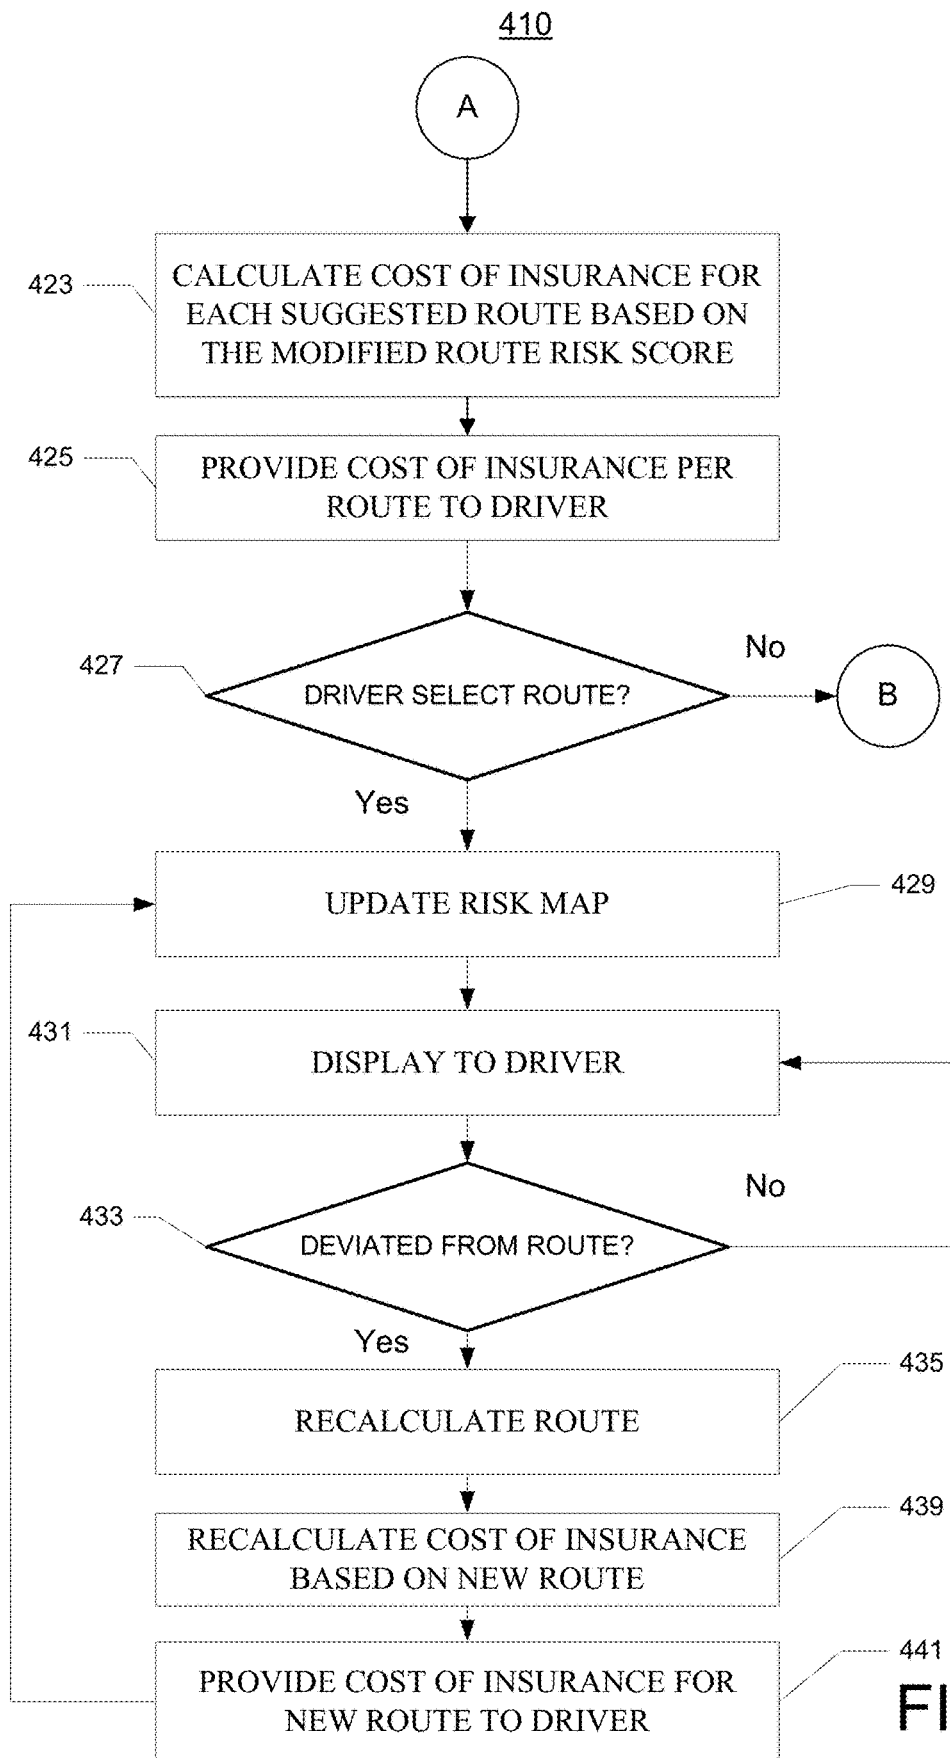 410
A
423
CALCULATE COST OF INSURANCE FOR
EACH SUGGESTED ROUTE BASED ON
THE MODIFIED ROUTE RISK SCORE
425
PROVIDE COST OF INSURANCE PER
ROUTE TO DRIVER
427
DRIVER SELECT ROUTE?
No
B
Yes
UPDATE RISK MAP
429
431
DISPLAY TO DRIVER
433
DEVIATED FROM ROUTE?
No
Yes
RECALCULATE ROUTE
435
RECALCULATE COST OF INSURANCE
BASED ON NEW ROUTE
439
PROVIDE COST OF INSURANCE FOR
NEW ROUTE TO DRIVER
441
FI